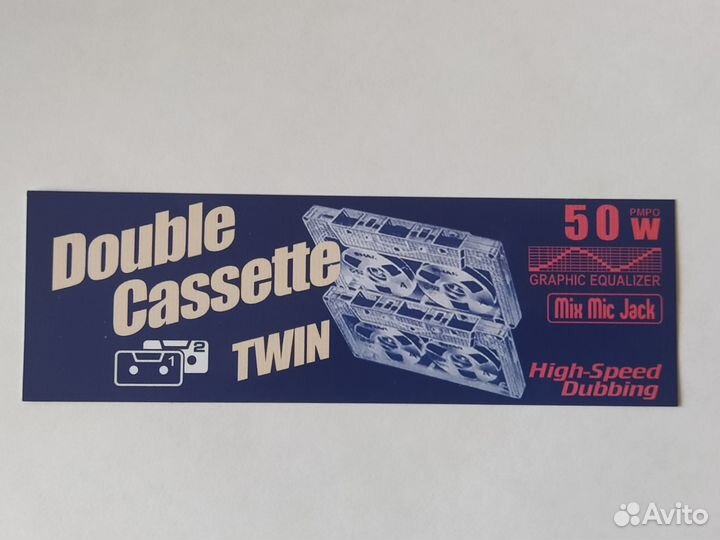 Double
Cassette
TWIN
1
2
PMPO
50 W
GRAPHIC EQUALIZER
Mix Mic Jack
High-Speed
Dubbing
Avito